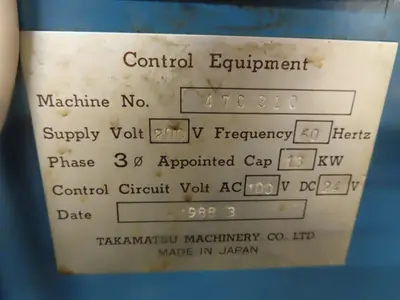 Control Equipment
Machine No.
Supply Volt 200 V Frequency 60 Hertz
Phase 3 ø Appointed Cap 13 KW
Control Circuit Volt AC 100 V DC 24 V
Date 1988 3
TAKAMATSU MACHINERY CO., LTD.
MADE IN JAPAN